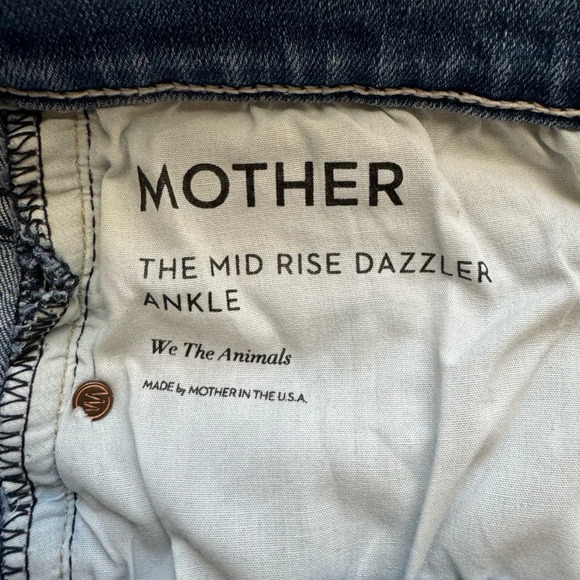 MOTHER
THE MID RISE DAZZLER
ANKLE
We The Animals
MADE by MOTHER IN THE U.S.A.